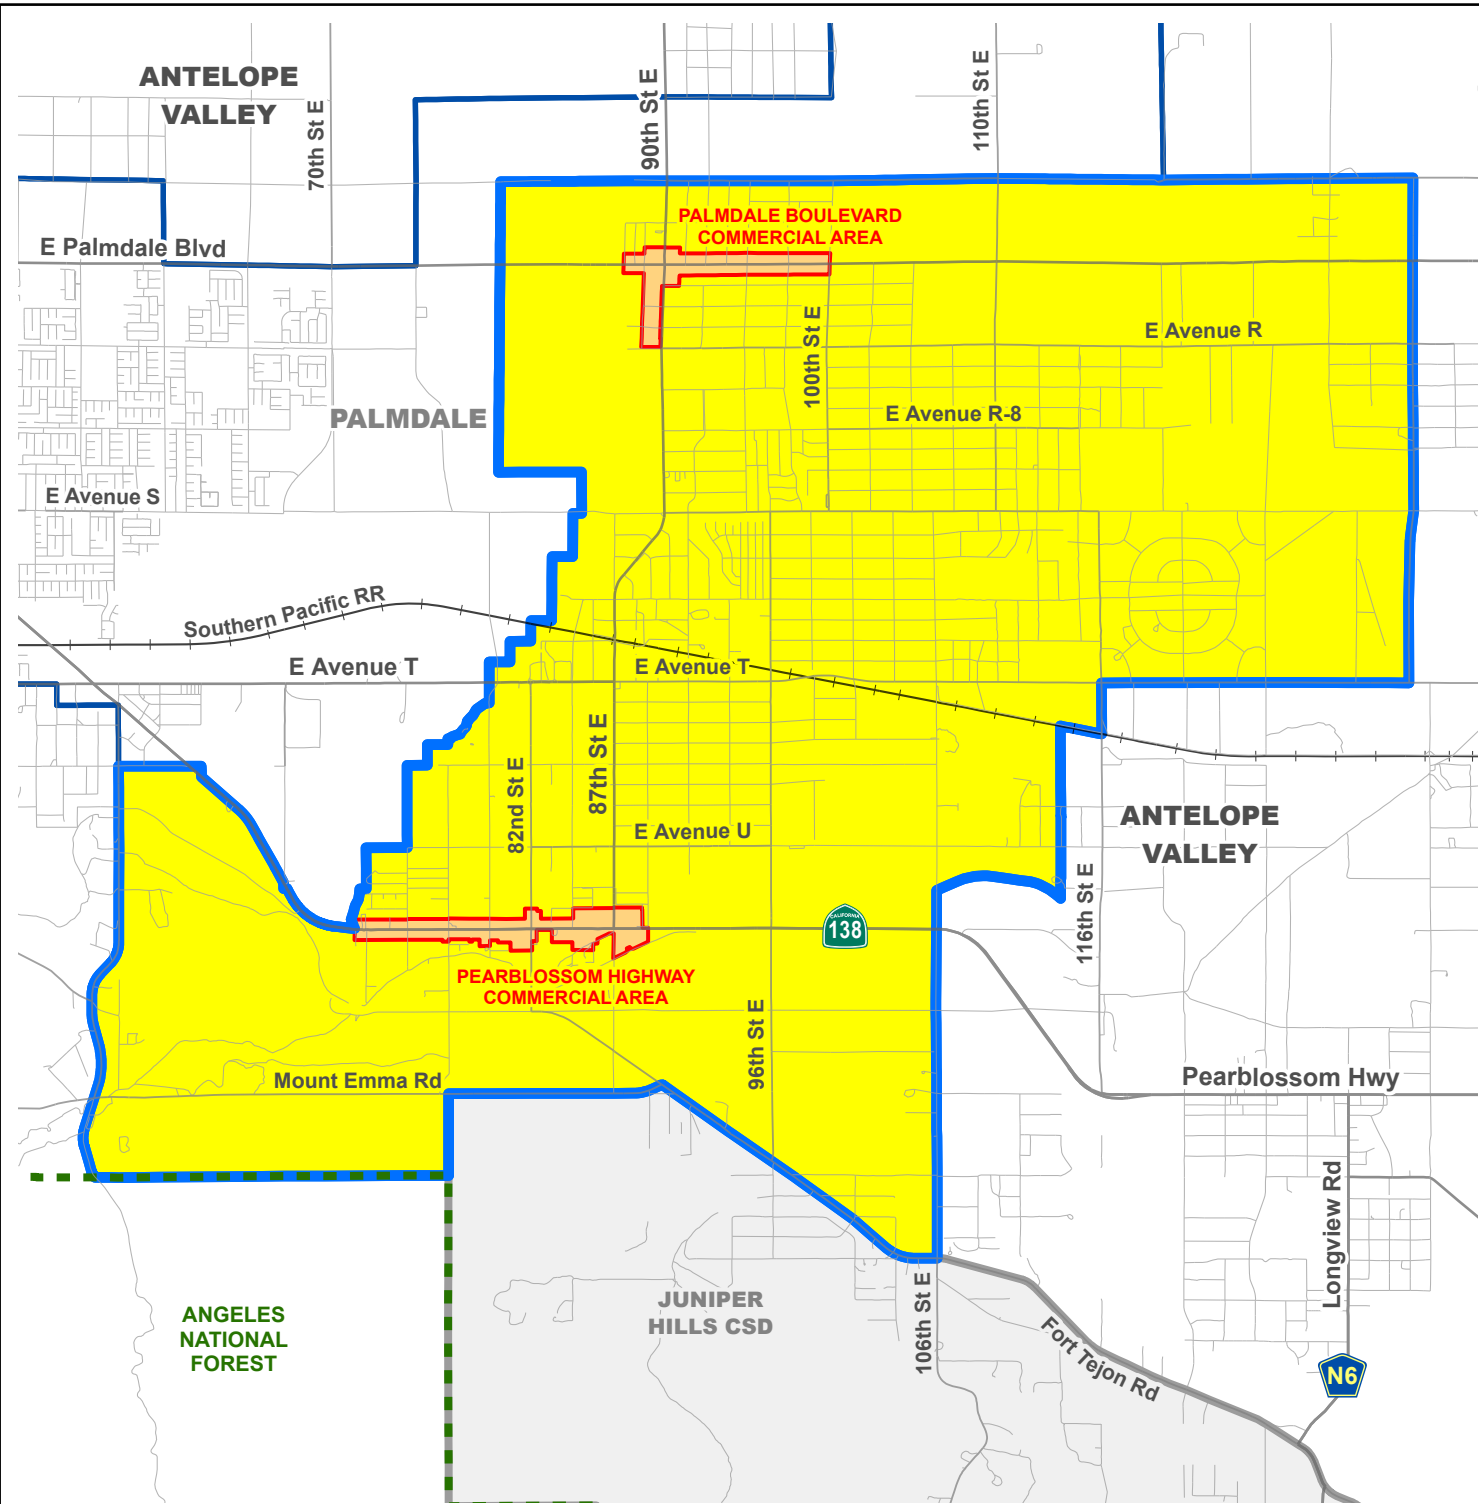 ANTELOPE
VALLEY
70th St E
90th St E
110th St E
E Palmdale Blvd
PALMDALE BOULEVARD
COMMERCIAL AREA
E Avenue R
100th St E
E Avenue R-8
PALMDALE
E Avenue S
Southern Pacific RR
E Avenue T
E Avenue T
82nd St E
87th St E
E Avenue U
ANTELOPE
VALLEY
116th St E
CALIFORNIA
138
PEARBLOSSOM HIGHWAY
COMMERCIAL AREA
96th St E
Mount Emma Rd
Pearblossom Hwy
Longview Rd
ANGELES
NATIONAL
FOREST
JUNIPER
HILLS CSD
106th St E
Fort Tejon Rd
N6